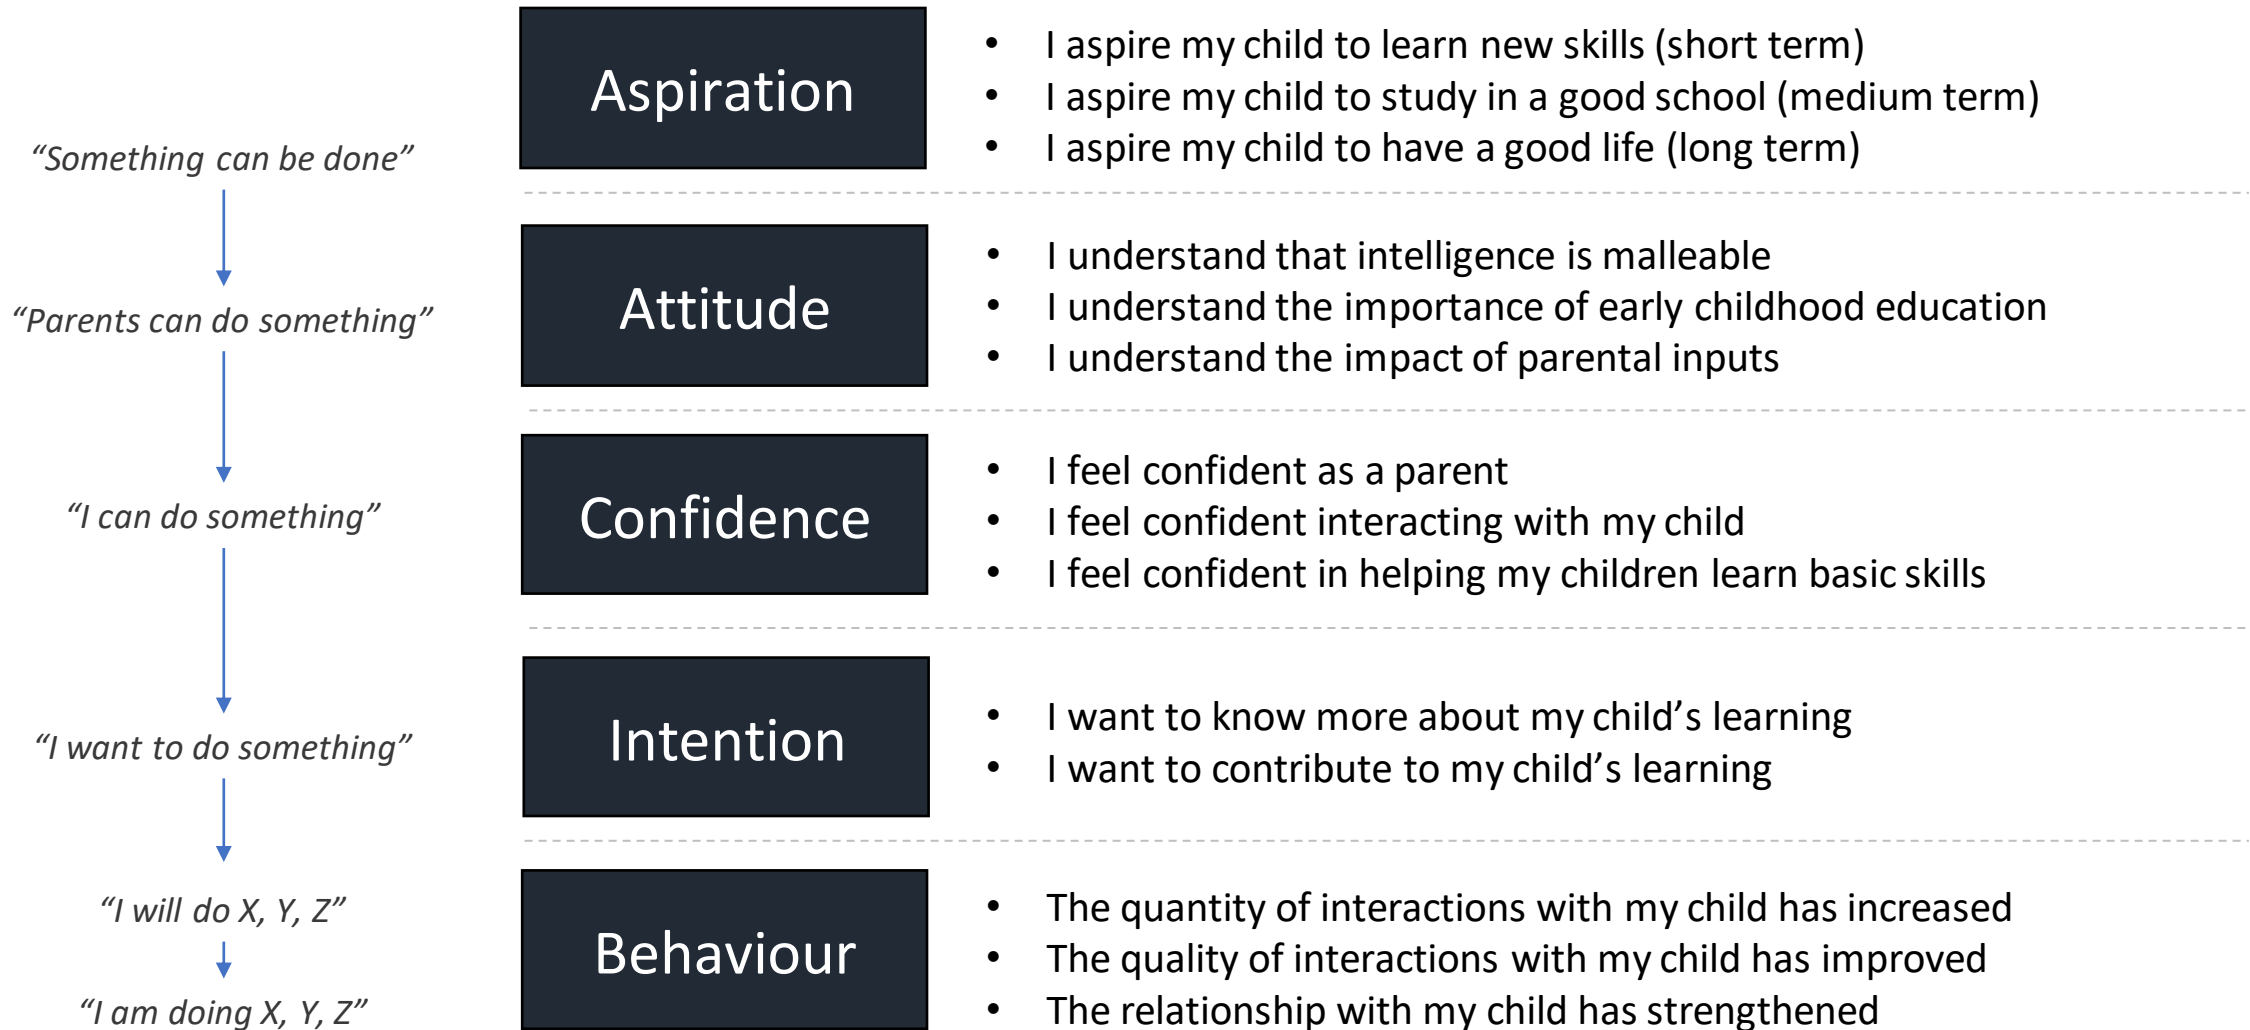 Aspiration
• I aspire my child to learn new skills (short term)
• I aspire my child to study in a good school (medium term)
• I aspire my child to have a good life (long term)
“Something can be done”
Attitude
• I understand that intelligence is malleable
• I understand the importance of early childhood education
• I understand the impact of parental inputs
“Parents can do something”
Confidence
• I feel confident as a parent
• I feel confident interacting with my child
• I feel confident in helping my children learn basic skills
“I can do something”
Intention
• I want to know more about my child’s learning
• I want to contribute to my child’s learning
“I want to do something”
Behaviour
• The quantity of interactions with my child has increased
• The quality of interactions with my child has improved
• The relationship with my child has strengthened
“I will do X, Y, Z”
“I am doing X, Y, Z”